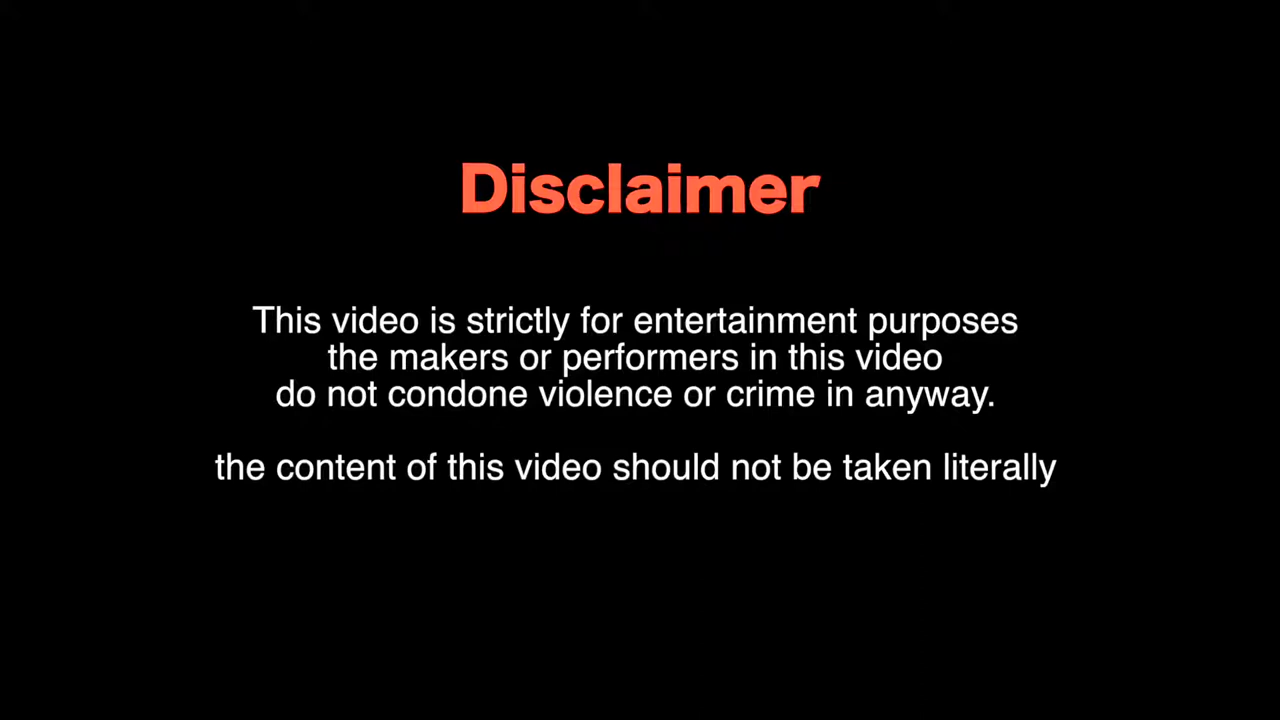 Disclaimer
This video is strictly for entertainment purposes
the makers or performers in this video
do not condone violence or crime in anyway.
the content of this video should not be taken literally